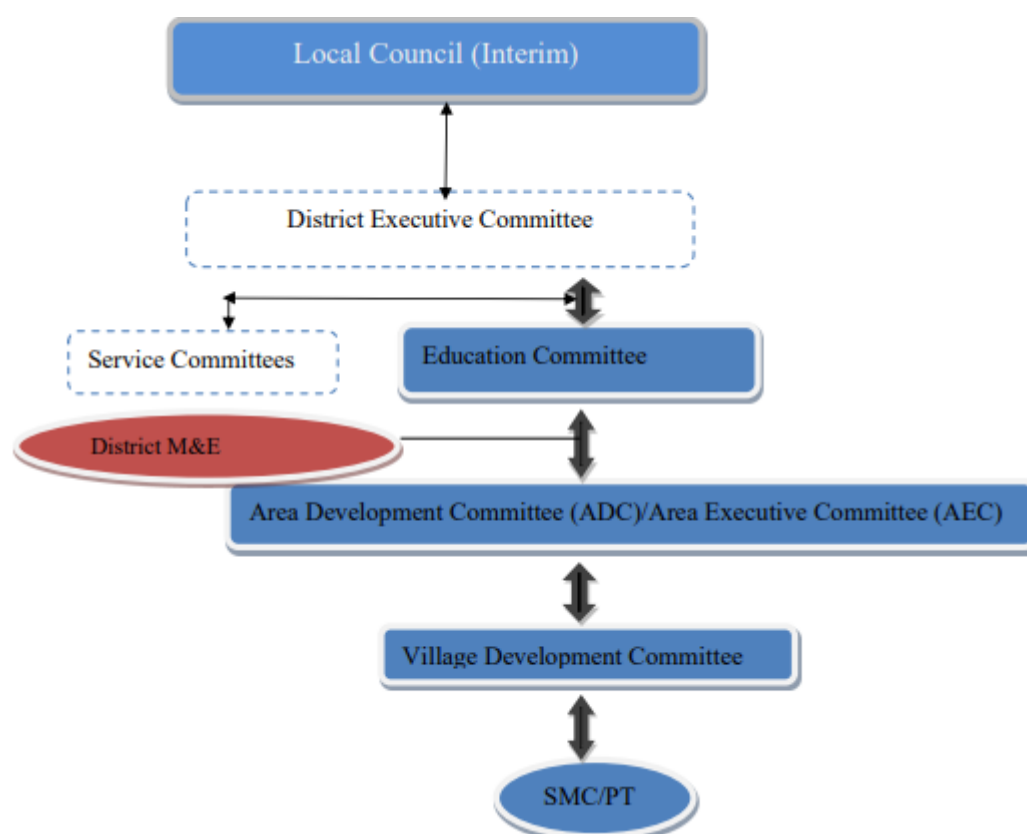 Local Council (Interim)
District Executive Committee
Service Committees
Education Committee
District M&E
Area Development Committee (ADC)/Area Executive Committee (AEC)
Village Development Committee
SMC/PT